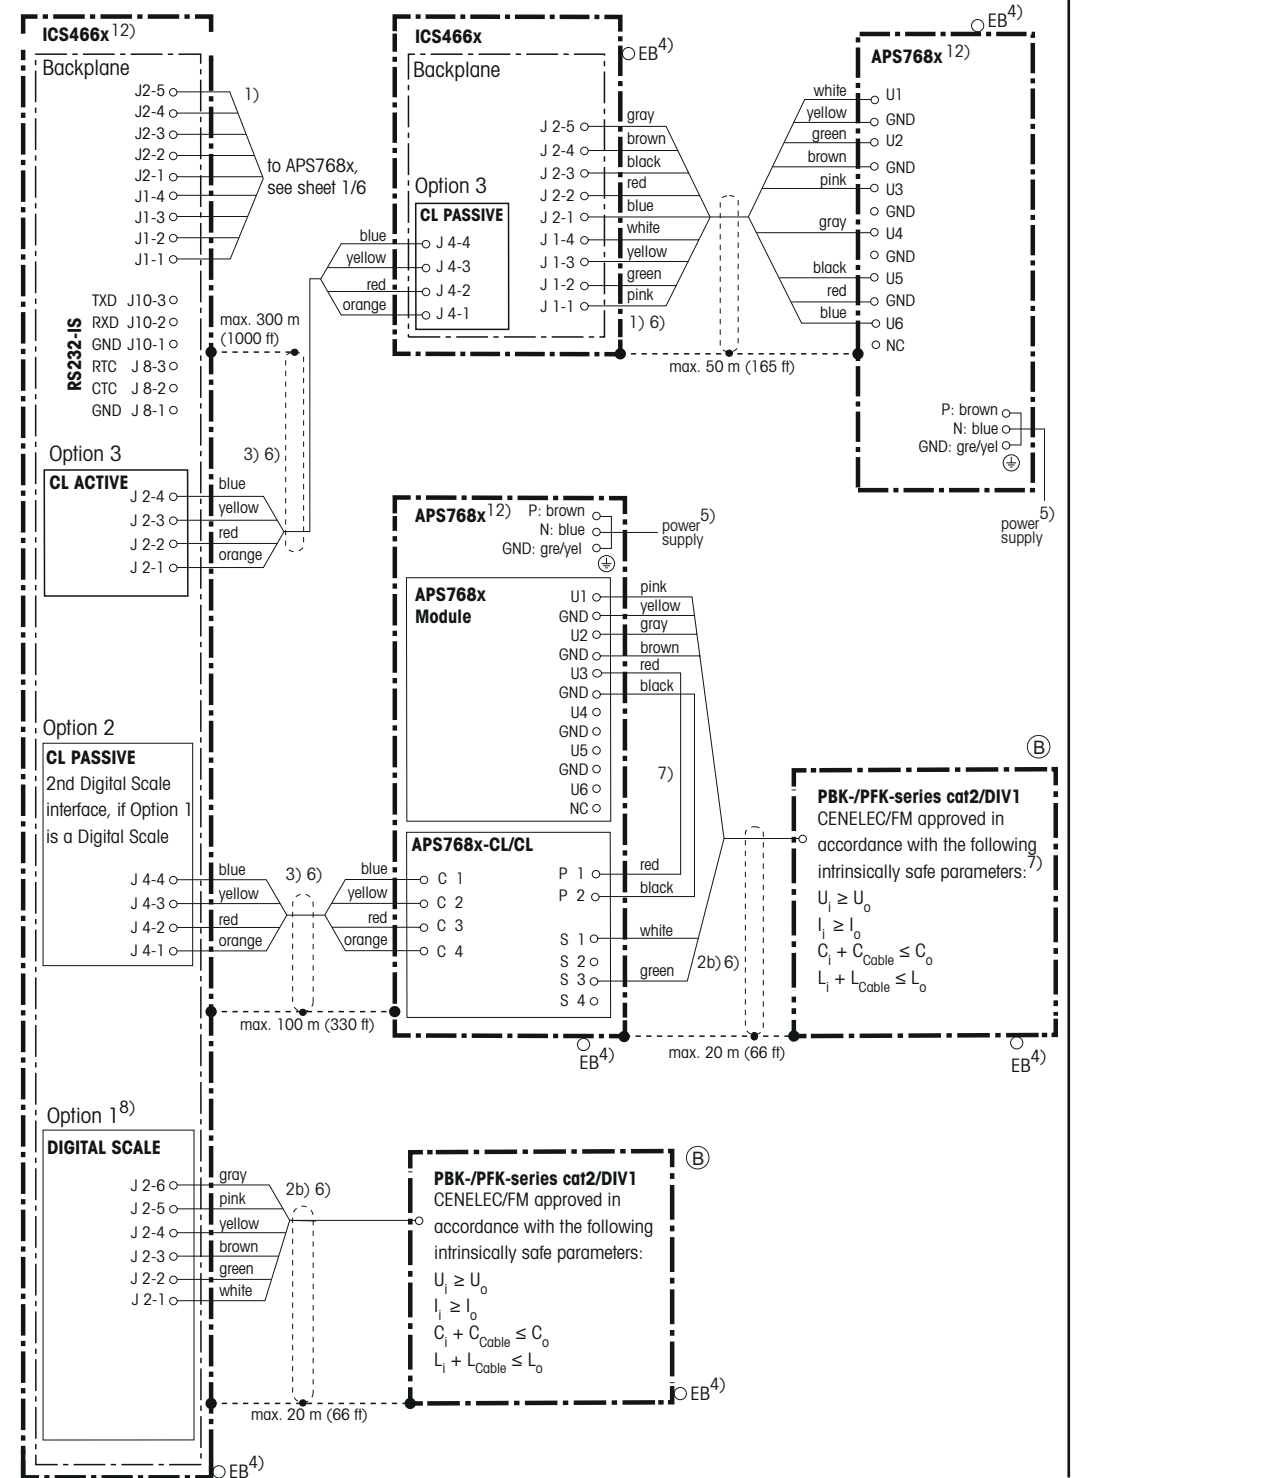 ICS466x 12)
Backplane
J2-5
J2-4
J2-3
J2-2
J2-1
J1-4
J1-3
J1-2
J1-1
1)
to APS768x,
see sheet 1/6
RS232-IS
TXD J10-3
RXD J10-2
GND J10-1
RTC J 8-3
CTC J 8-2
GND J 8-1
max. 300 m
(1000 ft)
3) 6)
Option 3
CL ACTIVE
J 2-4 blue
J 2-3 yellow
J 2-2 red
J 2-1 orange
ICS466x
EB4)
Backplane
Option 3
CL PASSIVE
blue J 4-4
yellow J 4-3
red J 4-2
orange J 4-1
J 2-5 gray
J 2-4 brown
J 2-3 black
J 2-2 red
J 2-1 blue
J 1-4 white
J 1-3 yellow
J 1-2 green
J 1-1 pink
1) 6)
max. 50 m (165 ft)
EB4)
APS768x 12)
white U1
yellow GND
green U2
brown GND
pink U3
GND
gray U4
GND
black U5
red GND
blue U6
NC
P: brown
N: blue
GND: gre/yel
power5)
supply
APS768x12)
P: brown
N: blue
GND: gre/yel
power5)
supply
APS768x
Module
U1 pink
GND yellow
U2 gray
GND brown
U3 red
GND black
U4
GND
U5
GND
U6
NC
7)
APS768x-CL/CL
blue C 1
yellow C 2
red C 3
orange C 4
P 1 red
P 2 black
S 1 white
S 2
S 3 green
S 4
2b) 6)
EB4)
max. 20 m (66 ft)
B
PBK-/PFK-series cat2/DIV1
CENELEC/FM approved in
accordance with the following
intrinsically safe parameters:7)
Ui ≥ Uo
Ii ≥ Io
Ci + CCable ≤ Co
Li + LCable ≤ Lo
EB4)
Option 2
CL PASSIVE
2nd Digital Scale
interface, if Option 1
is a Digital Scale
J 4-4 blue
J 4-3 yellow
J 4-2 red
J 4-1 orange
3) 6)
max. 100 m (330 ft)
Option 18)
DIGITAL SCALE
J 2-6 gray
J 2-5 pink
J 2-4 yellow
J 2-3 brown
J 2-2 green
J 2-1 white
2b) 6)
max. 20 m (66 ft)
B
PBK-/PFK-series cat2/DIV1
CENELEC/FM approved in
accordance with the following
intrinsically safe parameters:
Ui ≥ Uo
Ii ≥ Io
Ci + CCable ≤ Co
Li + LCable ≤ Lo
EB4)
EB4)